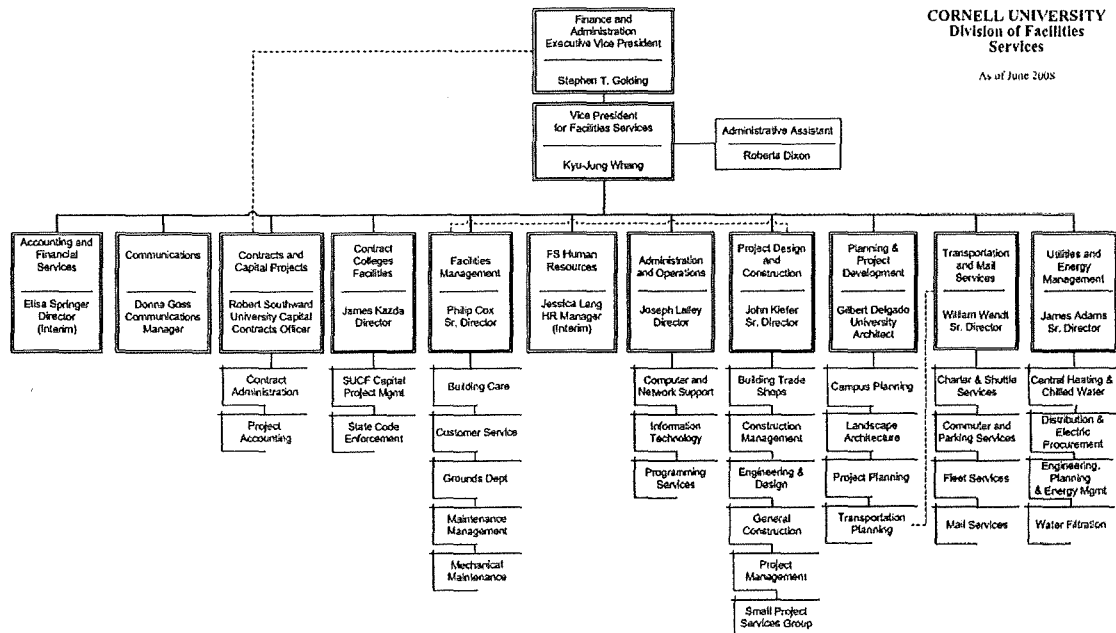 CORNELL UNIVERSITY
Division of Facilities
Services
As of June 2008
Finance and
Administration
Executive Vice President
Stephen T. Golding
Vice President
for Facilities Services
Kyu-Jung Whang
Administrative Assistant
Roberta Dixon
Accounting and
Financial
Services
Elisa Springer
Director
(Interim)
Communications
Donna Goss
Communications
Manager
Contracts and
Capital Projects
Robert Southward
University Capital
Contracts Officer
Contract
Colleges
Facilities
James Kazda
Director
Facilities
Management
Philip Cox
Sr. Director
FS Human
Resources
Jessica Lang
HR Manager
(Interim)
Administration
and Operations
Joseph Lalley
Director
Project Design
and
Construction
John Kiefer
Sr. Director
Planning &
Project
Development
Gilbert Delgado
University
Architect
Transportation
and Mail
Services
William Wendt
Sr. Director
Utilities and
Energy
Management
James Adams
Sr. Director
Contract
Administration
Project
Accounting
SUCF Capital
Project Mgmt
State Code
Enforcement
Building Care
Customer Service
Grounds Dept
Maintenance
Management
Mechanical
Maintenance
Computer and
Network Support
Information
Technology
Programming
Services
Building Trade
Shops
Construction
Management
Engineering &
Design
General
Construction
Project
Management
Small Project
Services Group
Campus Planning
Landscape
Architecture
Project Planning
Transportation
Planning
Charter & Shuttle
Services
Commuter and
Parking Services
Fleet Services
Mail Services
Central Heating &
Chilled Water
Distribution &
Electric
Procurement
Engineering,
Planning
& Energy Mgmt
Water Filtration